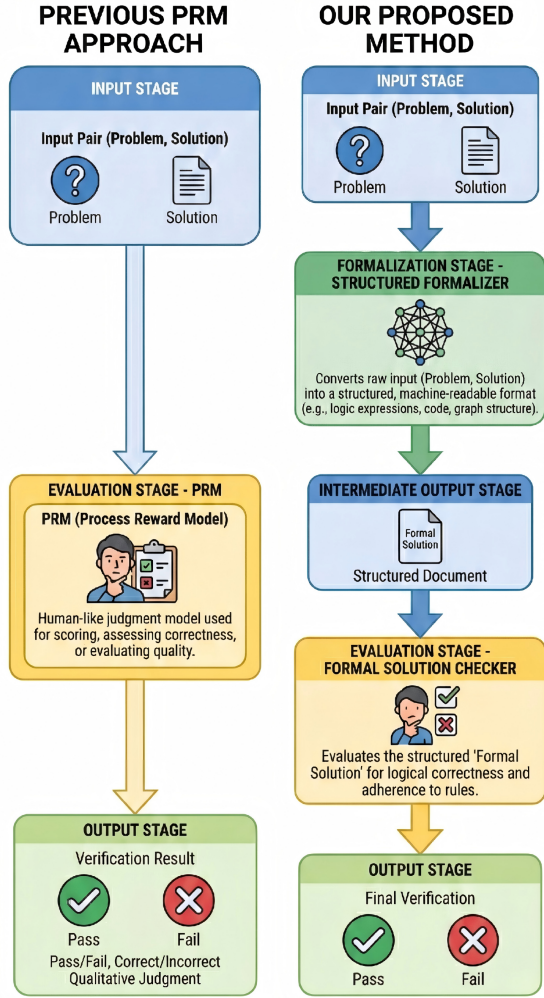 PREVIOUS PRM
APPROACH
INPUT STAGE
Input Pair (Problem, Solution)
Problem
Solution
EVALUATION STAGE - PRM
PRM (Process Reward Model)
Human-like judgment model used
for scoring, assessing correctness,
or evaluating quality.
OUTPUT STAGE
Verification Result
Pass
Fail
Pass/Fail, Correct/Incorrect
Qualitative Judgment
OUR PROPOSED
METHOD
INPUT STAGE
Input Pair (Problem, Solution)
Problem
Solution
FORMALIZATION STAGE -
STRUCTURED FORMALIZER
Converts raw input (Problem, Solution)
into a structured, machine-readable format
(e.g., logic expressions, code, graph structure).
INTERMEDIATE OUTPUT STAGE
Formal
Solution
Structured Document
EVALUATION STAGE -
FORMAL SOLUTION CHECKER
Evaluates the structured 'Formal
Solution' for logical correctness and
adherence to rules.
OUTPUT STAGE
Final Verification
Pass
Fail